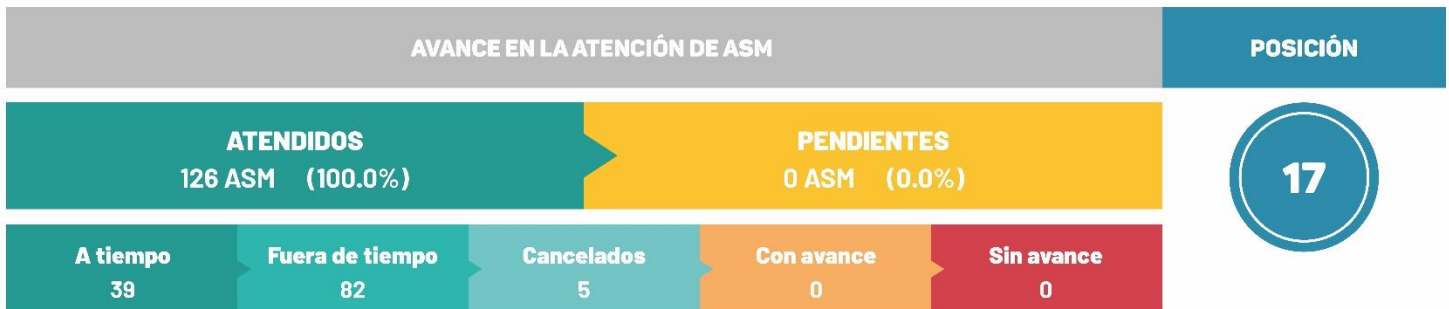 AVANCE EN LA ATENCIÓN DE ASM
POSICIÓN
ATENDIDOS
126 ASM (100.0%)
PENDIENTES
0 ASM (0.0%)
17
A tiempo
39
Fuera de tiempo
82
Cancelados
5
Con avance
0
Sin avance
0